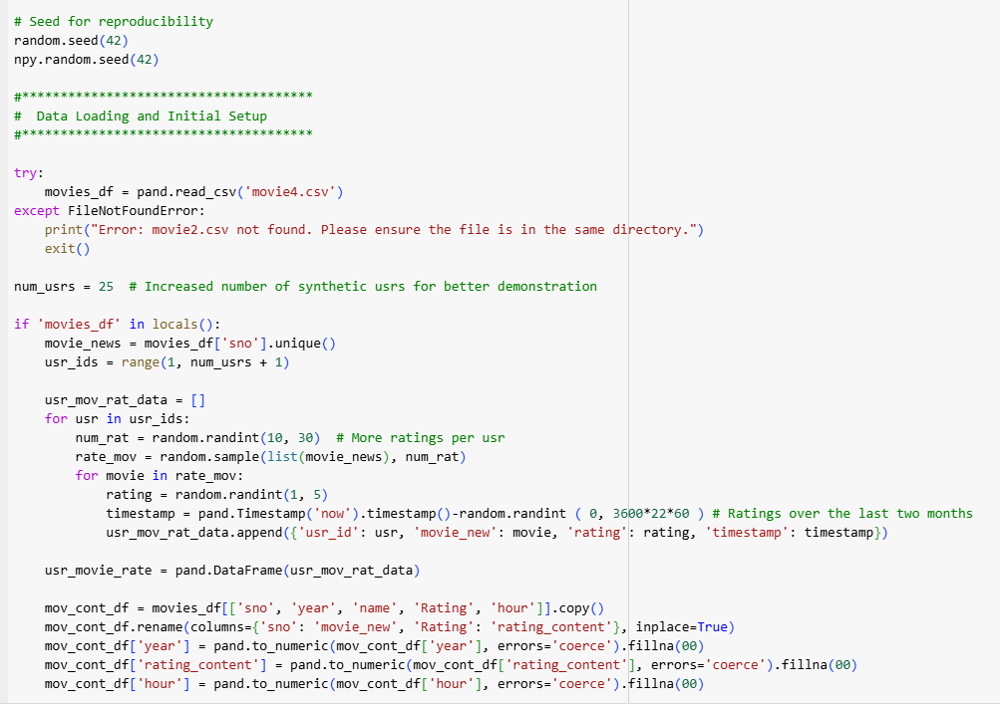 # Seed for reproducibility
random.seed(42)
npy.random.seed(42)
#**************************************
#  Data Loading and Initial Setup
#**************************************
try:
    movies_df = pand.read_csv('movie4.csv')
except FileNotFoundError:
    print("Error: movie2.csv not found. Please ensure the file is in the same directory.")
    exit()
num_usrs = 25  # Increased number of synthetic usrs for better demonstration
if 'movies_df' in locals():
    movie_news = movies_df['sno'].unique()
    usr_ids = range(1, num_usrs + 1)
    usr_mov_rat_data = []
    for usr in usr_ids:
        num_rat = random.randint(10, 30)  # More ratings per usr
        rate_mov = random.sample(list(movie_news), num_rat)
        for movie in rate_mov:
            rating = random.randint(1, 5)
            timestamp = pand.Timestamp('now').timestamp()-random.randint ( 0, 3600*22*60 ) # Ratings over the last two months
            usr_mov_rat_data.append({'usr_id': usr, 'movie_new': movie, 'rating': rating, 'timestamp': timestamp})
    usr_movie_rate = pand.DataFrame(usr_mov_rat_data)
    mov_cont_df = movies_df[['sno', 'year', 'name', 'Rating', 'hour']].copy()
    mov_cont_df.rename(columns={'sno': 'movie_new', 'Rating': 'rating_content'}, inplace=True)
    mov_cont_df['year'] = pand.to_numeric(mov_cont_df['year'], errors='coerce').fillna(00)
    mov_cont_df['rating_content'] = pand.to_numeric(mov_cont_df['rating_content'], errors='coerce').fillna(00)
    mov_cont_df['hour'] = pand.to_numeric(mov_cont_df['hour'], errors='coerce').fillna(00)